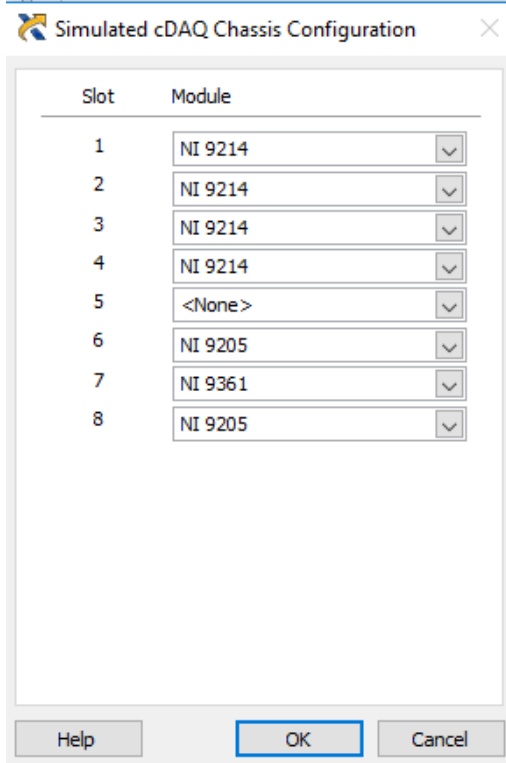 Simulated cDAQ Chassis Configuration
Slot Module
1 NI 9214
2 NI 9214
3 NI 9214
4 NI 9214
5 <None>
6 NI 9205
7 NI 9361
8 NI 9205
Help OK Cancel